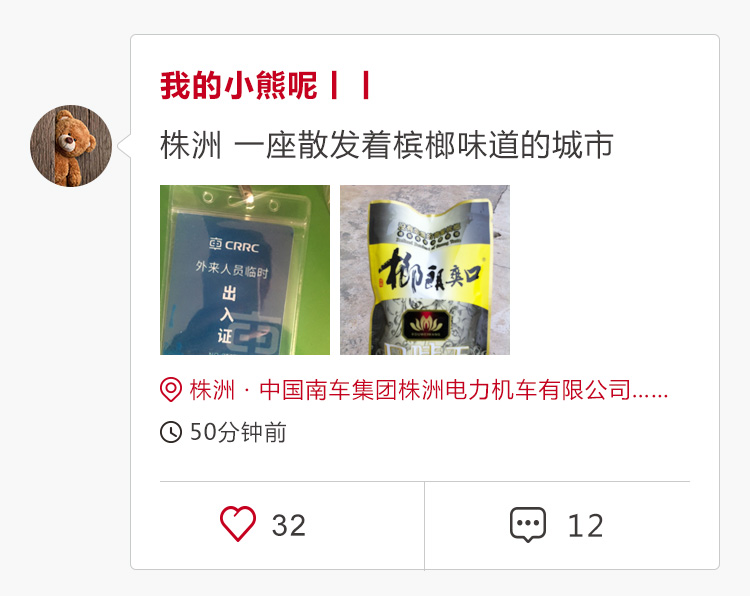 我的小熊呢丨丨
株洲 一座散发着槟榔味道的城市
CRRC
外来人员临时
出
入
证
榔的爽口
株洲 · 中国南车集团株洲电力机车有限公司……
50分钟前
32
12